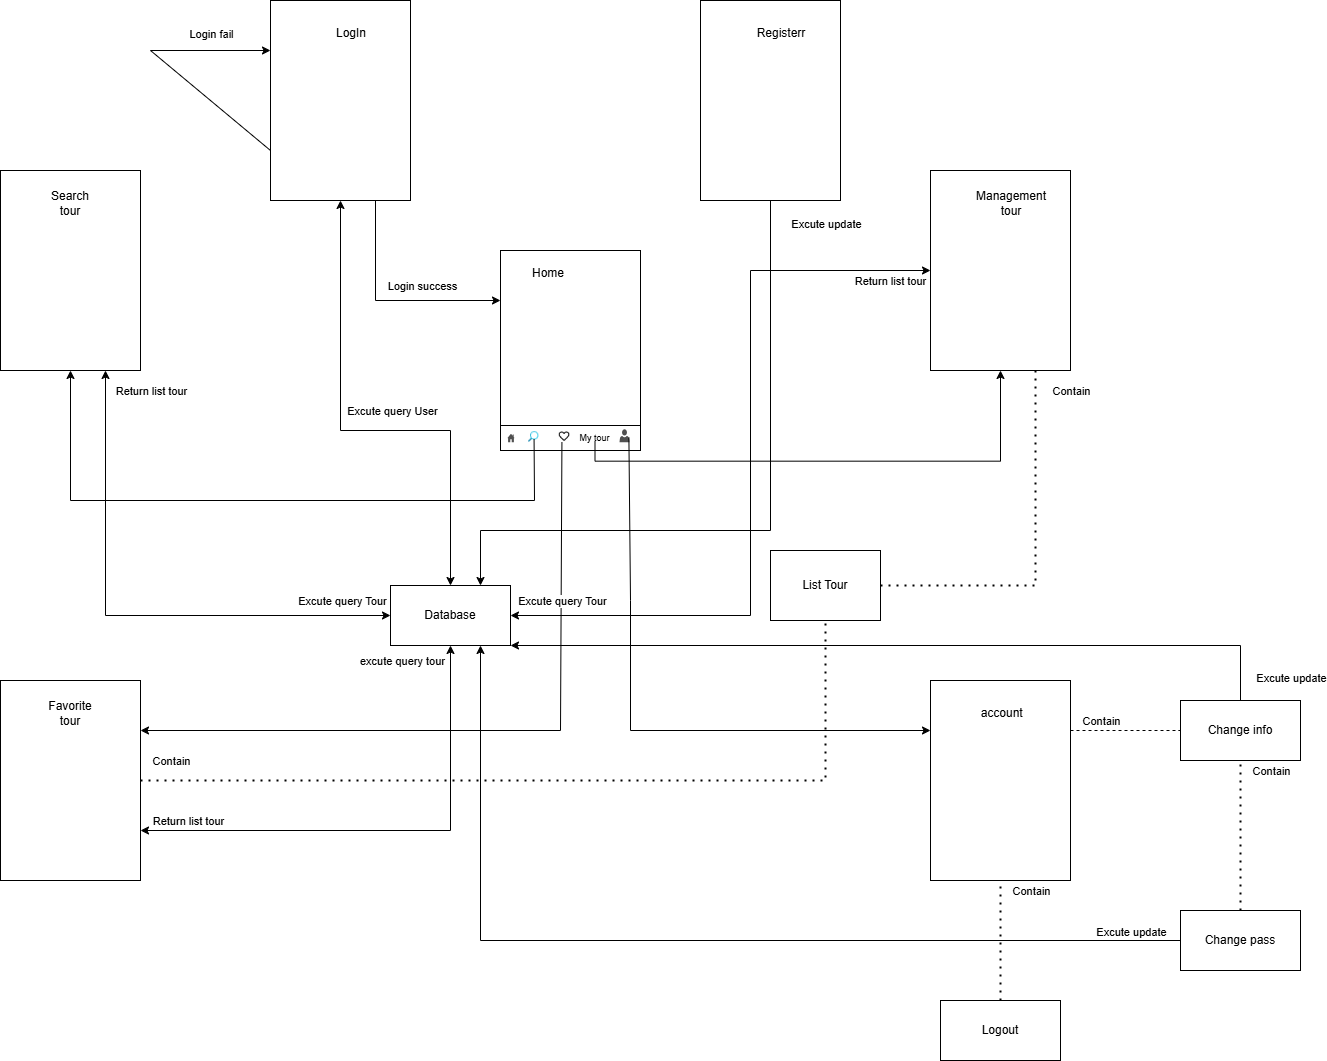 Login fail
LogIn
Registerr
Search
tour
Management
tour
Excute update
Home
Return list tour
Login success
Return list tour
Contain
Excute query User
My tour
List Tour
Excute query Tour
Excute query Tour
Database
excute query tour
Excute update
Favorite
tour
account
Contain
Change info
Contain
Contain
Return list tour
Contain
Excute update
Change pass
Logout